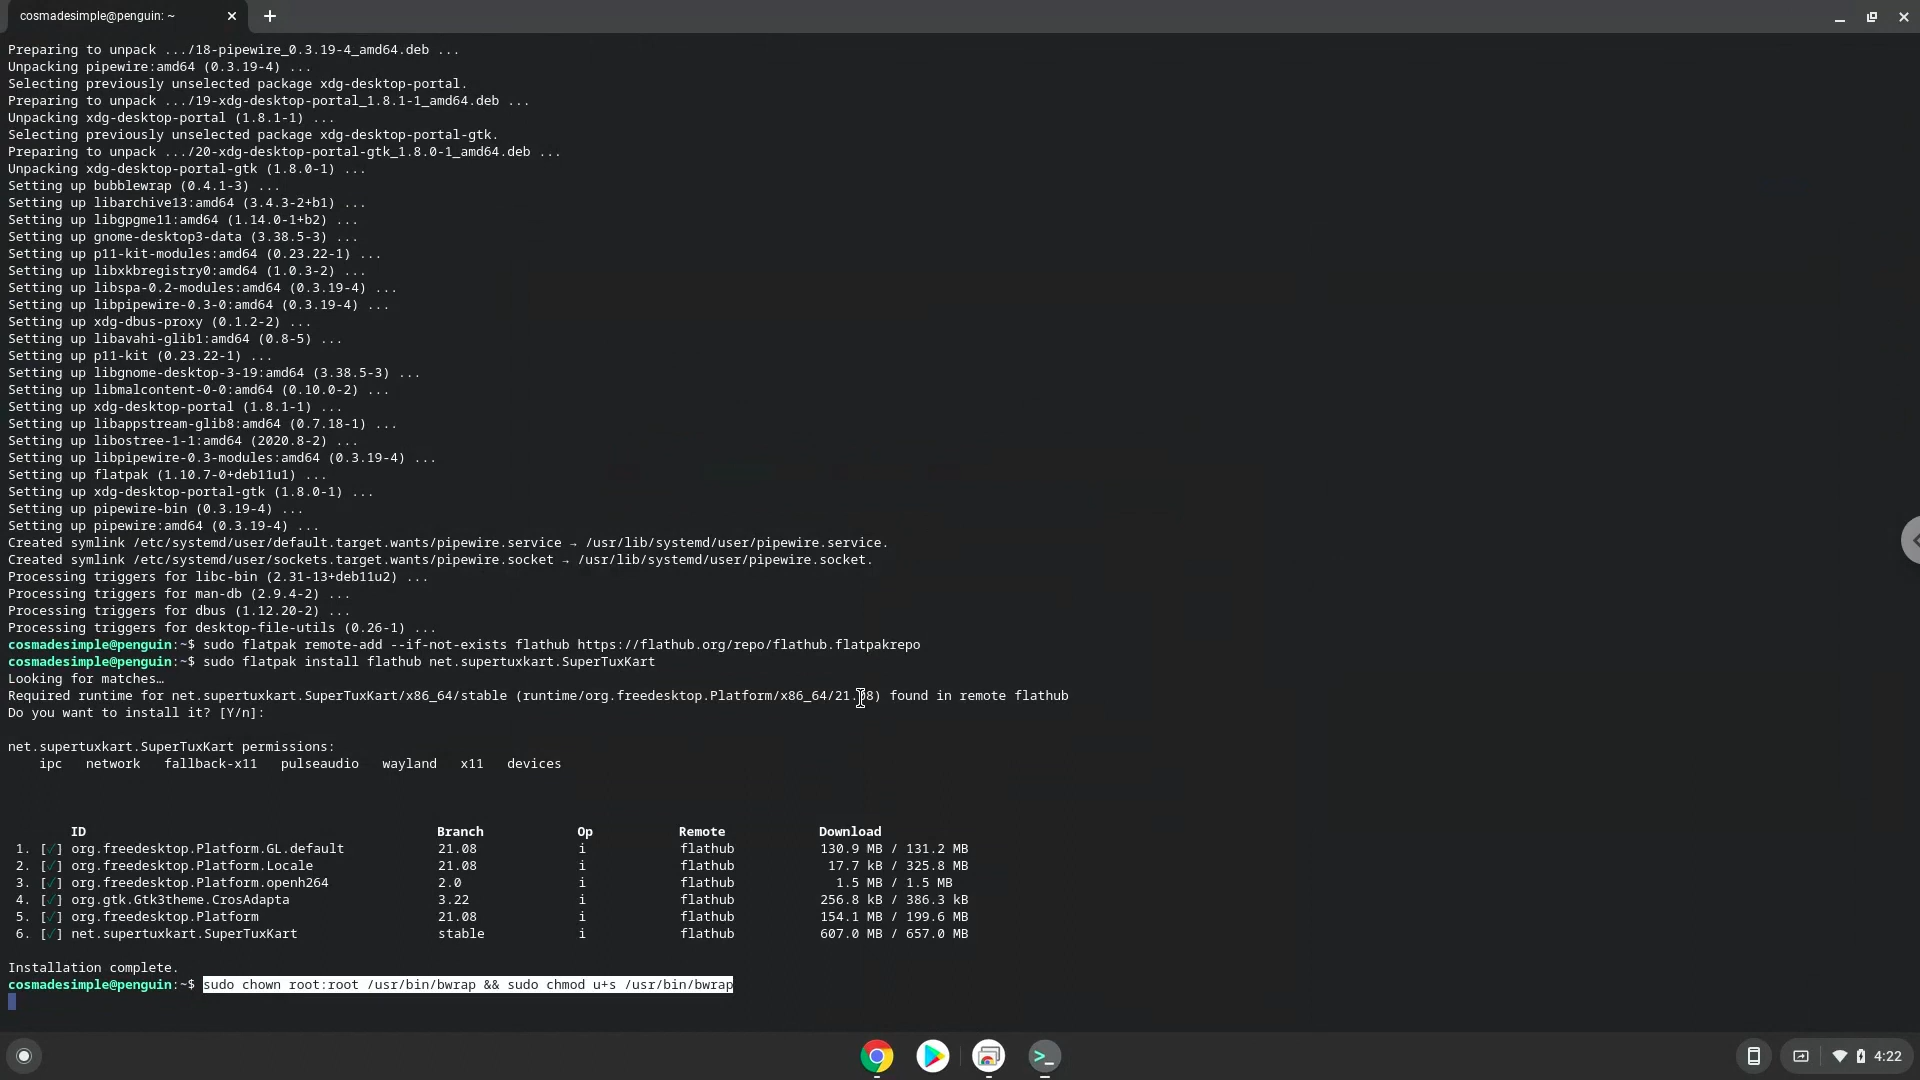 cosmadesimple@penguin: ~
Preparing to unpack .../18-pipewire_0.3.19-4_amd64.deb ...
Unpacking pipewire:amd64 (0.3.19-4) ...
Selecting previously unselected package xdg-desktop-portal.
Preparing to unpack .../19-xdg-desktop-portal_1.8.1-1_amd64.deb ...
Unpacking xdg-desktop-portal (1.8.1-1) ...
Selecting previously unselected package xdg-desktop-portal-gtk.
Preparing to unpack .../20-xdg-desktop-portal-gtk_1.8.0-1_amd64.deb ...
Unpacking xdg-desktop-portal-gtk (1.8.0-1) ...
Setting up bubblewrap (0.4.1-3) ...
Setting up libarchive13:amd64 (3.4.3-2+b1) ...
Setting up libgpgme11:amd64 (1.14.0-1+b2) ...
Setting up gnome-desktop3-data (3.38.5-3) ...
Setting up p11-kit-modules:amd64 (0.23.22-1) ...
Setting up libxkbregistry0:amd64 (1.0.3-2) ...
Setting up libspa-0.2-modules:amd64 (0.3.19-4) ...
Setting up libpipewire-0.3-0:amd64 (0.3.19-4) ...
Setting up xdg-dbus-proxy (0.1.2-2) ...
Setting up libavahi-glib1:amd64 (0.8-5) ...
Setting up p11-kit (0.23.22-1) ...
Setting up libgnome-desktop-3-19:amd64 (3.38.5-3) ...
Setting up libmalcontent-0-0:amd64 (0.10.0-2) ...
Setting up xdg-desktop-portal (1.8.1-1) ...
Setting up libappstream-glib8:amd64 (0.7.18-1) ...
Setting up libostree-1-1:amd64 (2020.8-2) ...
Setting up libpipewire-0.3-modules:amd64 (0.3.19-4) ...
Setting up flatpak (1.10.7-0+deb11u1) ...
Setting up xdg-desktop-portal-gtk (1.8.0-1) ...
Setting up pipewire-bin (0.3.19-4) ...
Setting up pipewire:amd64 (0.3.19-4) ...
Created symlink /etc/systemd/user/default.target.wants/pipewire.service → /usr/lib/systemd/user/pipewire.service.
Created symlink /etc/systemd/user/sockets.target.wants/pipewire.socket → /usr/lib/systemd/user/pipewire.socket.
Processing triggers for libc-bin (2.31-13+deb11u2) ...
Processing triggers for man-db (2.9.4-2) ...
Processing triggers for dbus (1.12.20-2) ...
Processing triggers for desktop-file-utils (0.26-1) ...
cosmadesimple@penguin:~$ sudo flatpak remote-add --if-not-exists flathub https://flathub.org/repo/flathub.flatpakrepo
cosmadesimple@penguin:~$ sudo flatpak install flathub net.supertuxkart.SuperTuxKart
Looking for matches…
Required runtime for net.supertuxkart.SuperTuxKart/x86_64/stable (runtime/org.freedesktop.Platform/x86_64/21.08) found in remote flathub
Do you want to install it? [Y/n]:
net.supertuxkart.SuperTuxKart permissions:
ipc network fallback-x11 pulseaudio wayland x11 devices
ID Branch Op Remote Download
1. [✓] org.freedesktop.Platform.GL.default 21.08 i flathub 130.9 MB / 131.2 MB
2. [✓] org.freedesktop.Platform.Locale 21.08 i flathub 17.7 kB / 325.8 MB
3. [✓] org.freedesktop.Platform.openh264 2.0 i flathub 1.5 MB / 1.5 MB
4. [✓] org.gtk.Gtk3theme.CrosAdapta 3.22 i flathub 256.8 kB / 386.3 kB
5. [✓] org.freedesktop.Platform 21.08 i flathub 154.1 MB / 199.6 MB
6. [✓] net.supertuxkart.SuperTuxKart stable i flathub 607.0 MB / 657.0 MB
Installation complete.
cosmadesimple@penguin:~$ sudo chown root:root /usr/bin/bwrap && sudo chmod u+s /usr/bin/bwrap
4:22